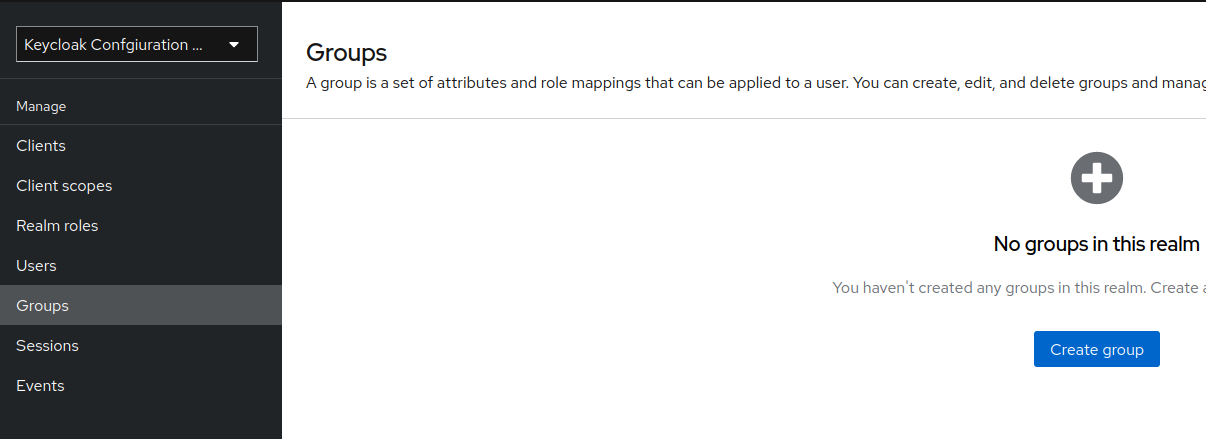 Keycloak Confgiuration ...
Manage
Clients
Client scopes
Realm roles
Users
Groups
Sessions
Events
Groups
A group is a set of attributes and role mappings that can be applied to a user. You can create, edit, and delete groups and manag
No groups in this realm
You haven't created any groups in this realm. Create a
Create group